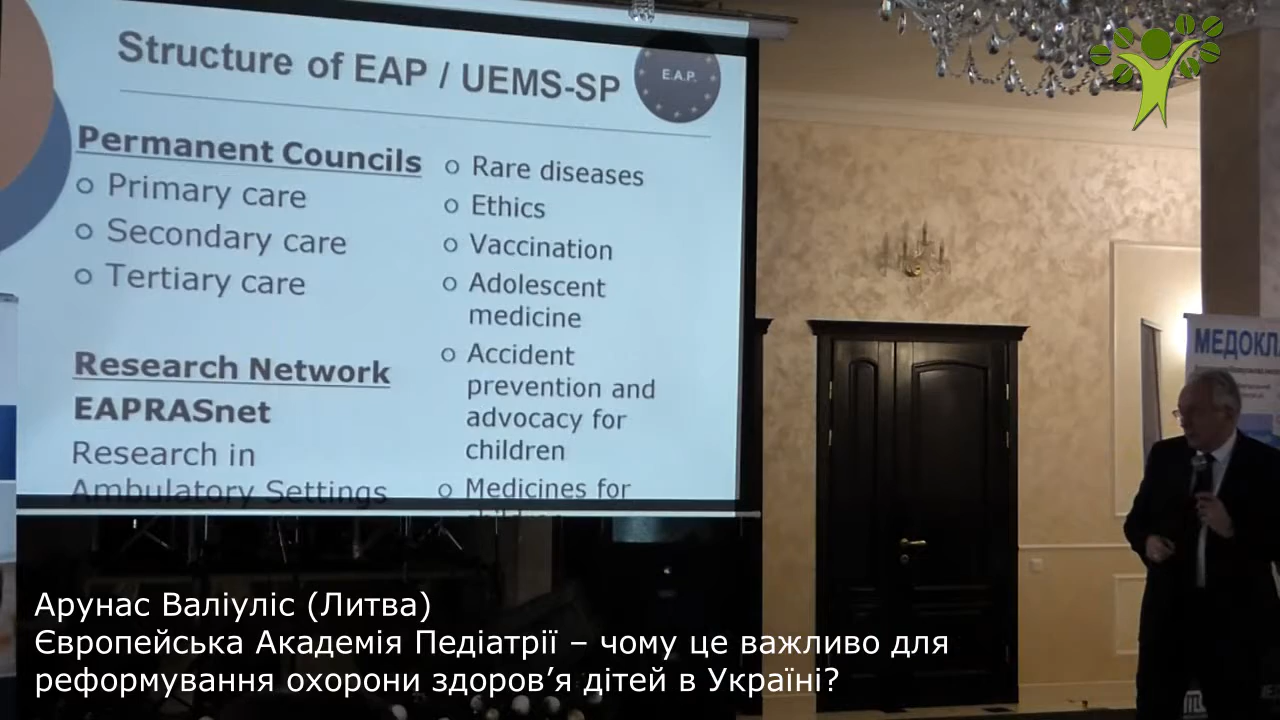 Structure of EAP / UEMS-SP
E.A.P.
Permanent Councils
o Primary care
o Secondary care
o Tertiary care
Research Network
EAPRASnet
Research in
Ambulatory Settings
o Rare diseases
o Ethics
o Vaccination
o Adolescent
medicine
o Accident
prevention and
advocacy for
children
o Medicines for
МЕДОКЛ
Арунас Валіуліс (Литва)
Європейська Академія Педіатрії – чому це важливо для
реформування охорони здоров’я дітей в Україні?